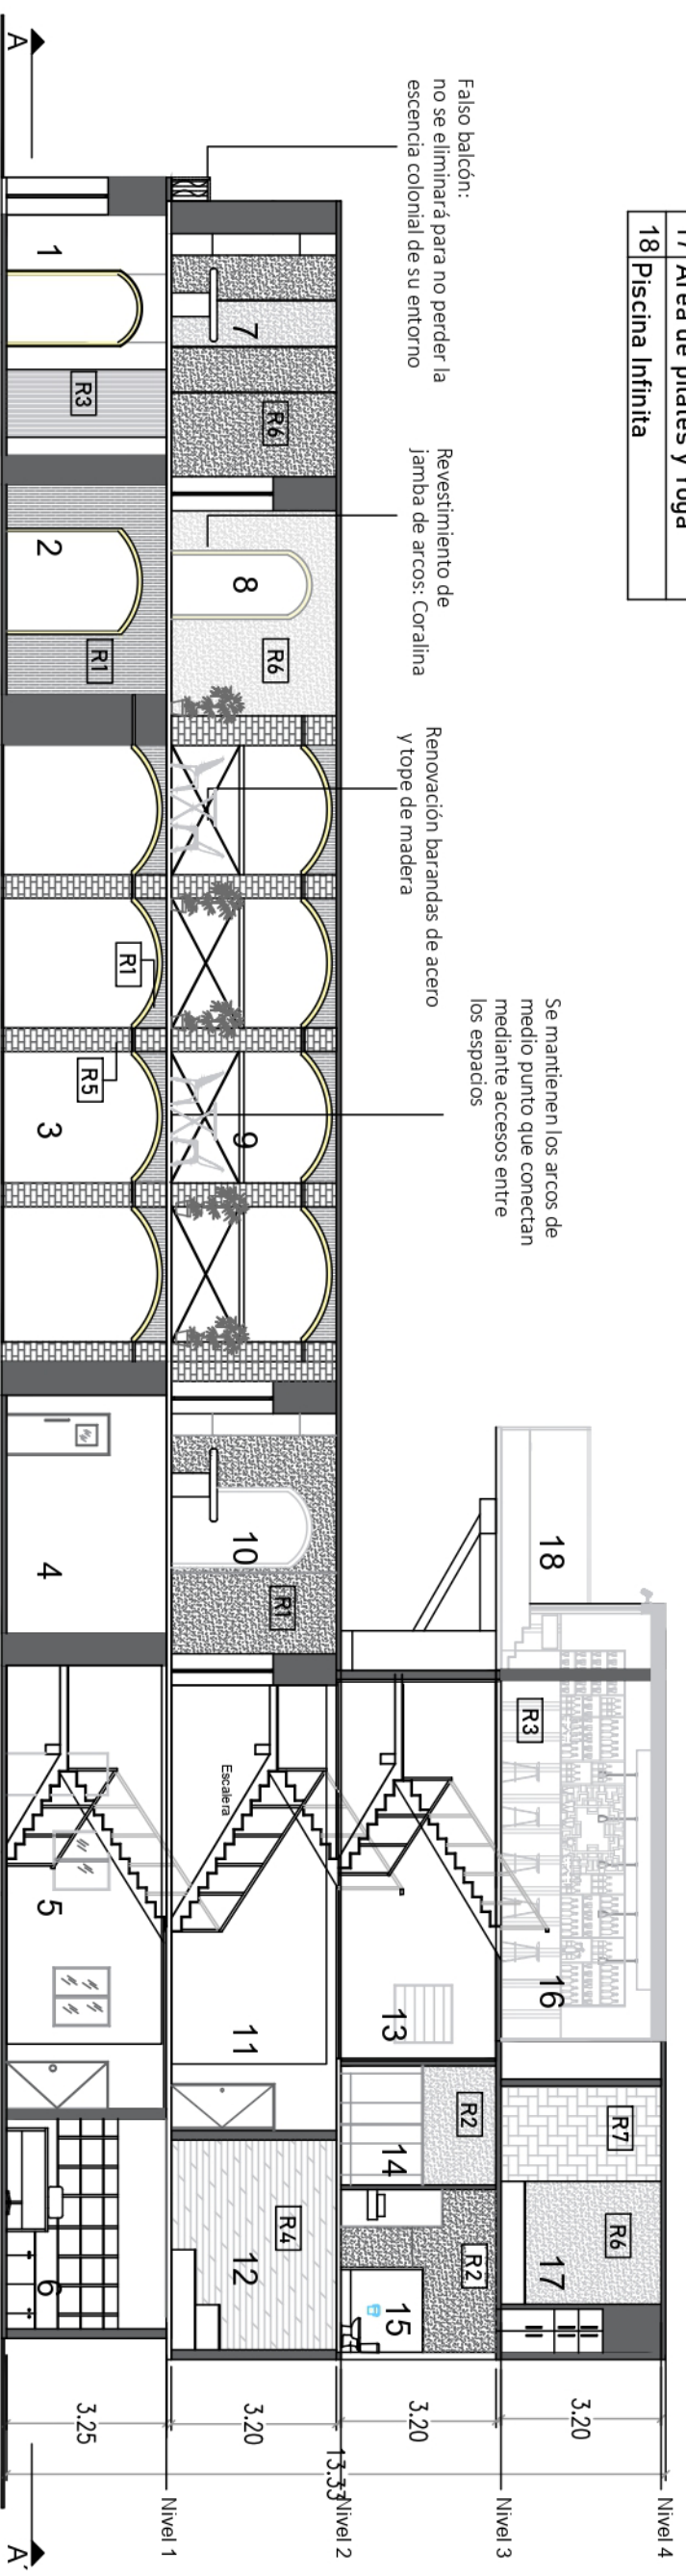 17 Área de pilates y Yoga
18 Piscina Infinita
Falso balcón:
no se eliminará para no perder la
escencia colonial de su entorno
Revestimiento de
jamba de arcos: Coralina
Renovación barandas de acero
y tope de madera
Se mantienen los arcos de
medio punto que conectan
mediante accesos entre
los espacios
18
R3
16
R7
R6
17
Nivel 4
3.20
Nivel 3
13
R2
14
R2
15
3.20
Nivel 2
13.33
7
R6
8
R6
9
10
R1
Escalera
11
R4
12
3.20
Nivel 1
1
R3
2
R1
R1
R5
3
4
5
6
3.25
A
A´